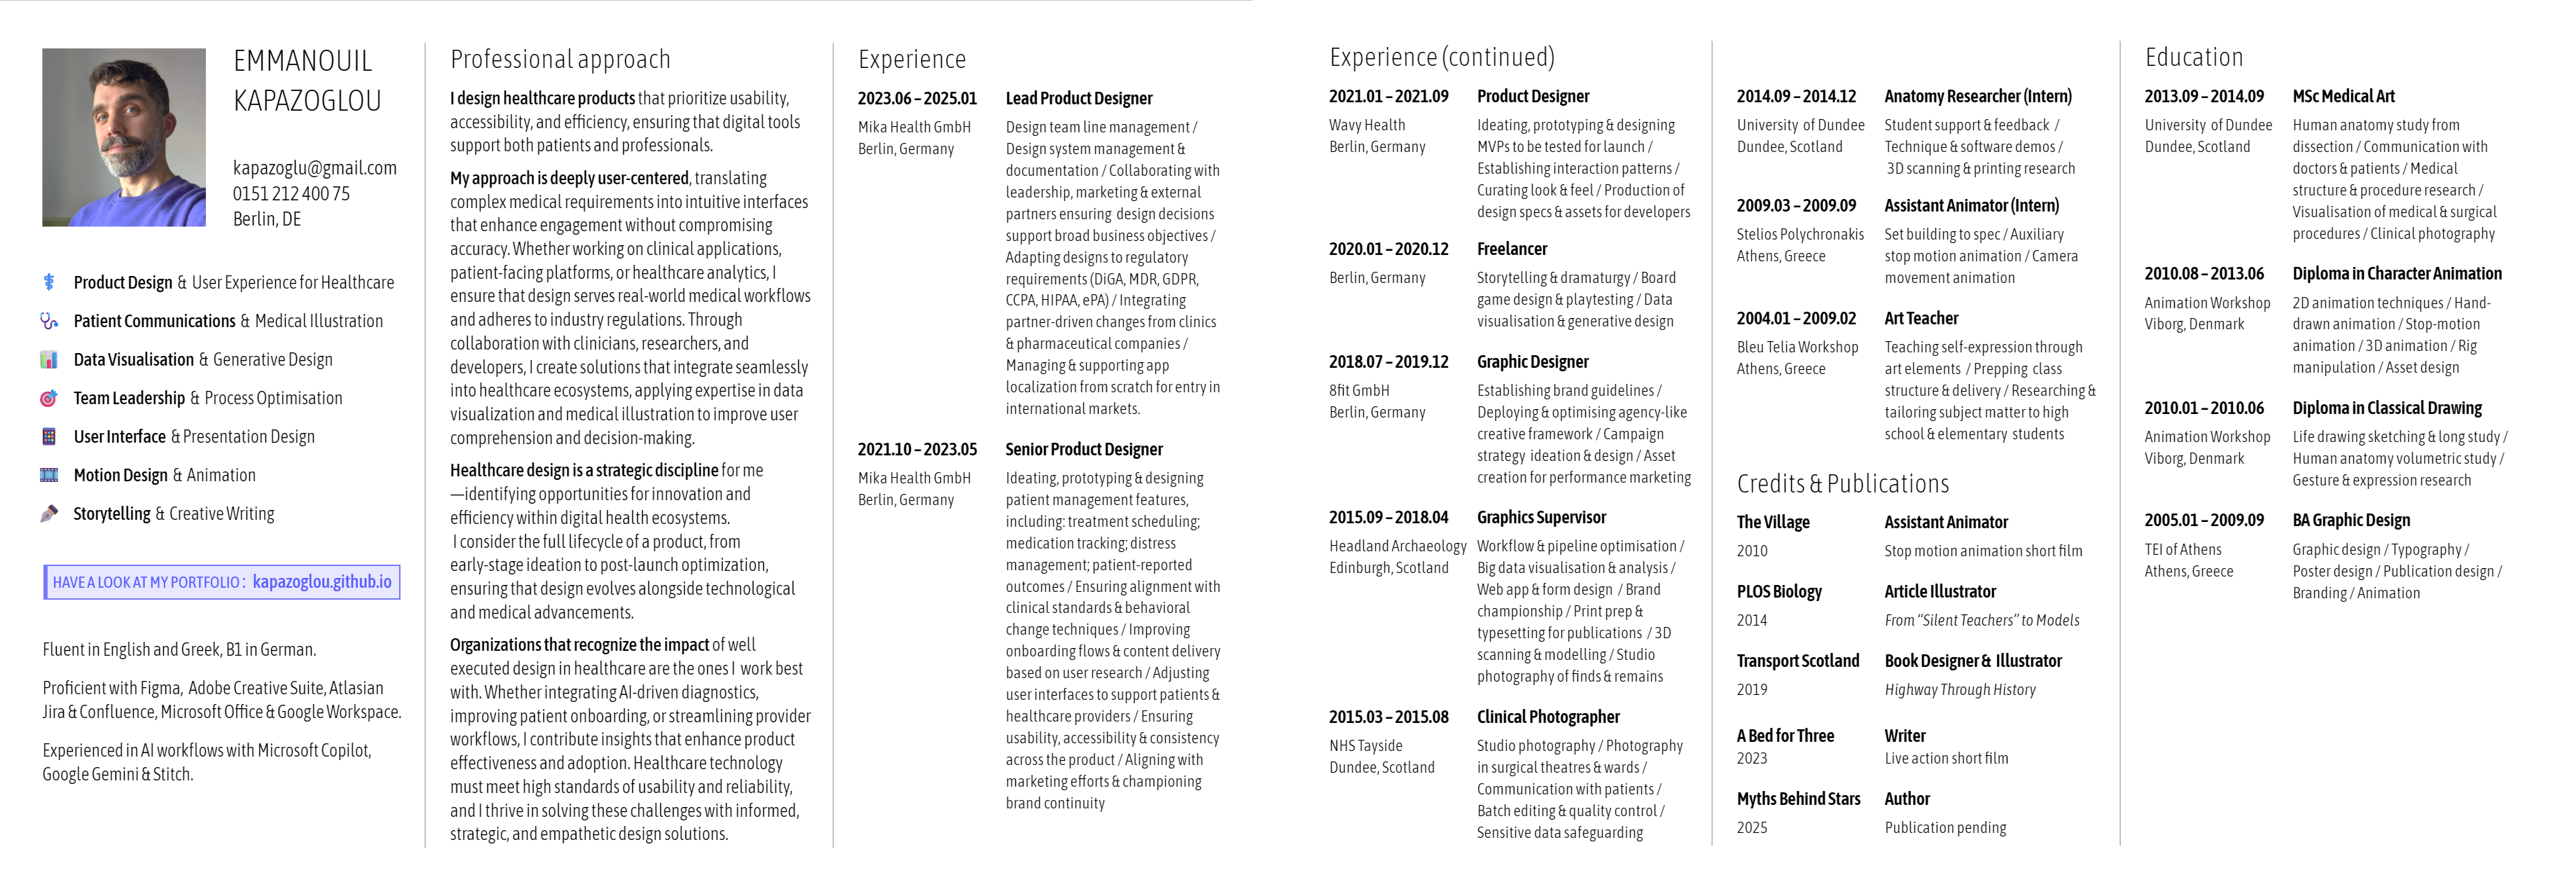 EMMANOUIL
KAPAZOGLOU
kapazoglu@gmail.com
0151 212 400 75
Berlin, DE
Product Design & User Experience for Healthcare
Patient Communications & Medical Illustration
Data Visualisation & Generative Design
Team Leadership & Process Optimisation
User Interface & Presentation Design
Motion Design & Animation
Storytelling & Creative Writing
HAVE A LOOK AT MY PORTFOLIO : kapazoglou.github.io
Fluent in English and Greek, B1 in German.
Proficient with Figma, Adobe Creative Suite, Atlasian
Jira & Confluence, Microsoft Office & Google Workspace.
Experienced in AI workflows with Microsoft Copilot,
Google Gemini & Stitch.
Professional approach
I design healthcare products that prioritize usability,
accessibility, and efficiency, ensuring that digital tools
support both patients and professionals.
My approach is deeply user-centered, translating
complex medical requirements into intuitive interfaces
that enhance engagement without compromising
accuracy. Whether working on clinical applications,
patient-facing platforms, or healthcare analytics, I
ensure that design serves real-world medical workflows
and adheres to industry regulations. Through
collaboration with clinicians, researchers, and
developers, I create solutions that integrate seamlessly
into healthcare ecosystems, applying expertise in data
visualization and medical illustration to improve user
comprehension and decision-making.
Healthcare design is a strategic discipline for me
—identifying opportunities for innovation and
efficiency within digital health ecosystems.
I consider the full lifecycle of a product, from
early-stage ideation to post-launch optimization,
ensuring that design evolves alongside technological
and medical advancements.
Organizations that recognize the impact of well
executed design in healthcare are the ones I work best
with. Whether integrating AI-driven diagnostics,
improving patient onboarding, or streamlining provider
workflows, I contribute insights that enhance product
effectiveness and adoption. Healthcare technology
must meet high standards of usability and reliability,
and I thrive in solving these challenges with informed,
strategic, and empathetic design solutions.
Experience
2023.06 – 2025.01 Lead Product Designer
Mika Health GmbH
Berlin, Germany
Design team line management /
Design system management &
documentation / Collaborating with
leadership, marketing & external
partners ensuring design decisions
support broad business objectives /
Adapting designs to regulatory
requirements (DiGA, MDR, GDPR,
CCPA, HIPAA, ePA) / Integrating
partner-driven changes from clinics
& pharmaceutical companies /
Managing & supporting app
localization from scratch for entry in
international markets.
2021.10 – 2023.05 Senior Product Designer
Mika Health GmbH
Berlin, Germany
Ideating, prototyping & designing
patient management features,
including: treatment scheduling;
medication tracking; distress
management; patient-reported
outcomes / Ensuring alignment with
clinical standards & behavioral
change techniques / Improving
onboarding flows & content delivery
based on user research / Adjusting
user interfaces to support patients &
healthcare providers / Ensuring
usability, accessibility & consistency
across the product / Aligning with
marketing efforts & championing
brand continuity
Experience (continued)
2021.01 – 2021.09 Product Designer
Wavy Health
Berlin, Germany
Ideating, prototyping & designing
MVPs to be tested for launch /
Establishing interaction patterns /
Curating look & feel / Production of
design specs & assets for developers
2020.01 – 2020.12 Freelancer
Berlin, Germany
Storytelling & dramaturgy / Board
game design & playtesting / Data
visualisation & generative design
2018.07 – 2019.12 Graphic Designer
8fit GmbH
Berlin, Germany
Establishing brand guidelines /
Deploying & optimising agency-like
creative framework / Campaign
strategy ideation & design / Asset
creation for performance marketing
2015.09 – 2018.04 Graphics Supervisor
Headland Archaeology
Edinburgh, Scotland
Workflow & pipeline optimisation /
Big data visualisation & analysis /
Web app & form design / Brand
championship / Print prep &
typesetting for publications / 3D
scanning & modelling / Studio
photography of finds & remains
2015.03 – 2015.08 Clinical Photographer
NHS Tayside
Dundee, Scotland
Studio photography / Photography
in surgical theatres & wards /
Communication with patients /
Batch editing & quality control /
Sensitive data safeguarding
2014.09 – 2014.12 Anatomy Researcher (Intern)
University of Dundee
Dundee, Scotland
Student support & feedback /
Technique & software demos /
3D scanning & printing research
2009.03 – 2009.09 Assistant Animator (Intern)
Stelios Polychronakis
Athens, Greece
Set building to spec / Auxiliary
stop motion animation / Camera
movement animation
2004.01 – 2009.02 Art Teacher
Bleu Telia Workshop
Athens, Greece
Teaching self-expression through
art elements / Prepping class
structure & delivery / Researching &
tailoring subject matter to high
school & elementary students
Credits & Publications
The Village Assistant Animator
2010 Stop motion animation short film
PLOS Biology Article Illustrator
2014 From “Silent Teachers” to Models
Transport Scotland Book Designer & Illustrator
2019 Highway Through History
A Bed for Three Writer
2023 Live action short film
Myths Behind Stars Author
2025 Publication pending
Education
2013.09 – 2014.09 MSc Medical Art
University of Dundee
Dundee, Scotland
Human anatomy study from
dissection / Communication with
doctors & patients / Medical
structure & procedure research /
Visualisation of medical & surgical
procedures / Clinical photography
2010.08 – 2013.06 Diploma in Character Animation
Animation Workshop
Viborg, Denmark
2D animation techniques / Hand-
drawn animation / Stop-motion
animation / 3D animation / Rig
manipulation / Asset design
2010.01 – 2010.06 Diploma in Classical Drawing
Animation Workshop
Viborg, Denmark
Life drawing sketching & long study /
Human anatomy volumetric study /
Gesture & expression research
2005.01 – 2009.09 BA Graphic Design
TEI of Athens
Athens, Greece
Graphic design / Typography /
Poster design / Publication design /
Branding / Animation